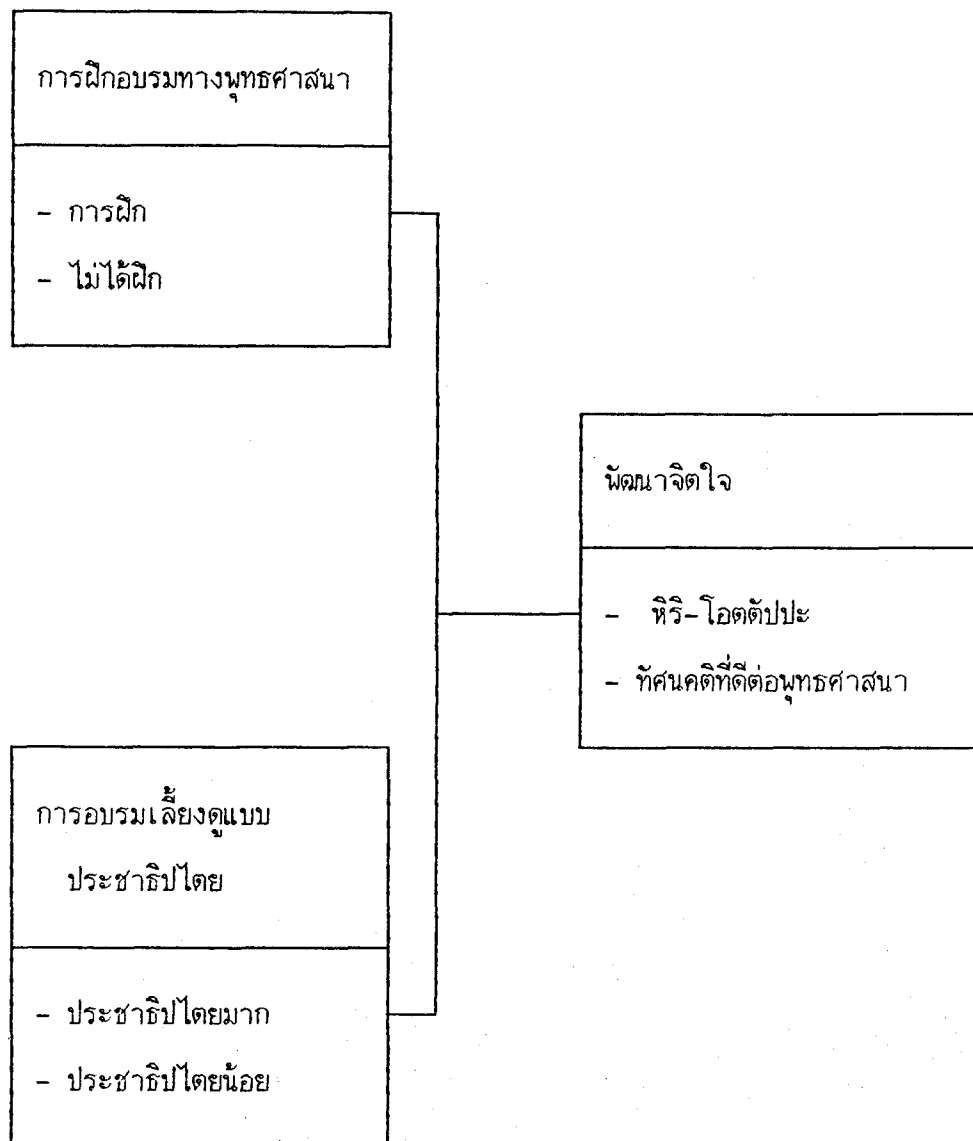 การฝึกอบรมทางพุทธศาสนา
- การฝึก
- ไม่ได้ฝึก
พัฒนาจิตใจ
- หิริ-โอตตัปปะ
- ทัศนคติที่ดีต่อพุทธศาสนา
การอบรมเลี้ยงดูแบบ
ประชาธิปไตย
- ประชาธิปไตยมาก
- ประชาธิปไตยน้อย